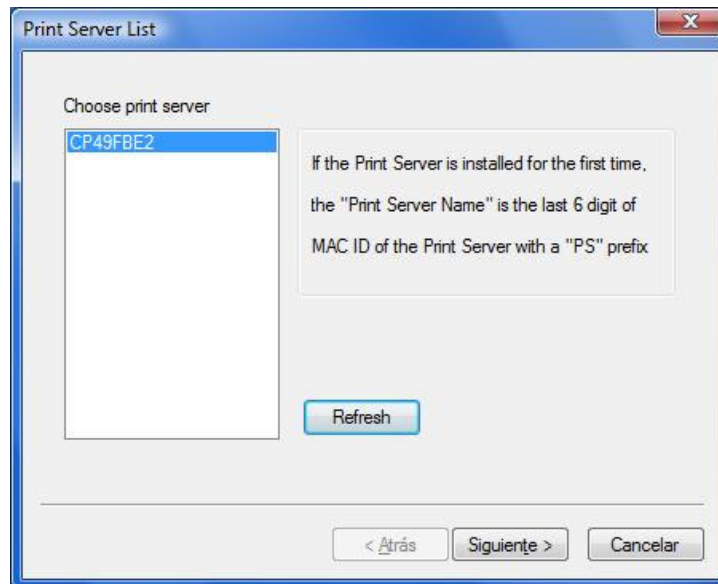 Print Server List
X
Choose print server
CP49FBE2
If the Print Server is installed for the first time,
the "Print Server Name" is the last 6 digit of
MAC ID of the Print Server with a "PS" prefix
Refresh
< Atrás
Siguiente >
Cancelar